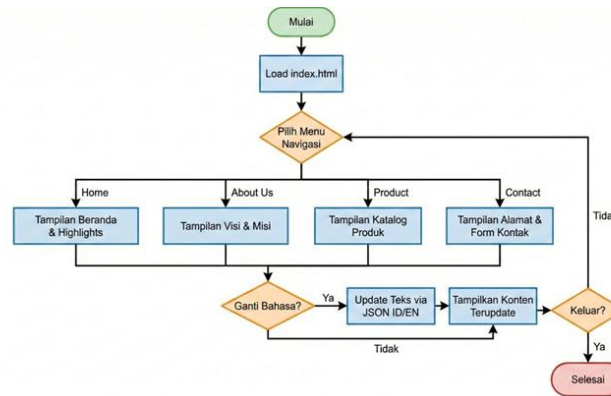 Mulai
Load index.html
Pilih Menu
Navigasi
Home
About Us
Product
Contact
Tampilan Beranda
& Highlights
Tampilan Visi & Misi
Tampilan Katalog
Produk
Tampilan Alamat &
Form Kontak
Tida
Ganti Bahasa?
Ya
Update Teks via
JSON ID/EN
Tampilkan Konten
Terupdate
Keluar?
Tidak
Ya
Selesai